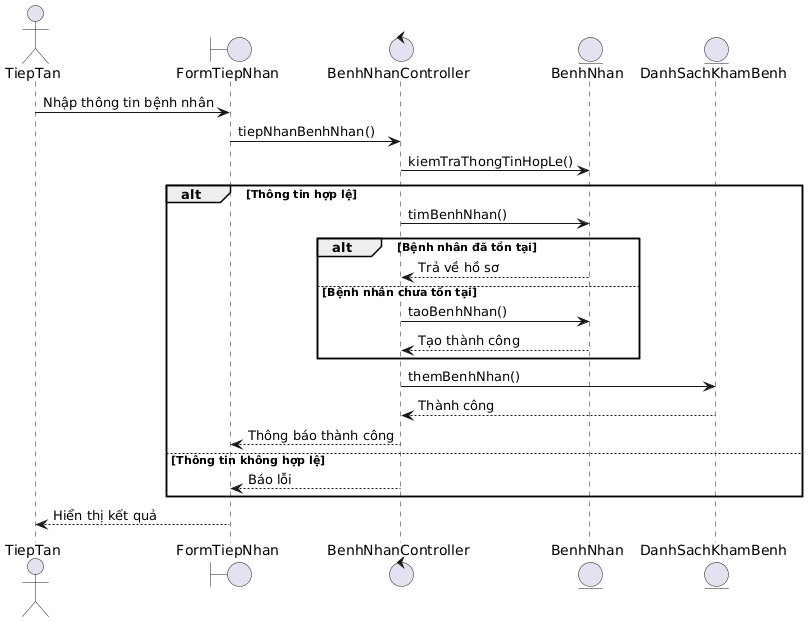 TiepTan
FormTiepNhan
BenhNhanController
BenhNhan
DanhSachKhamBenh
Nhập thông tin bệnh nhân
tiepNhanBenhNhan()
kiemTraThongTinHopLe()
alt [Thông tin hợp lệ]
timBenhNhan()
alt [Bệnh nhân đã tồn tại]
Trả về hồ sơ
[Bệnh nhân chưa tồn tại]
taoBenhNhan()
Tạo thành công
themBenhNhan()
Thành công
Thông báo thành công
[Thông tin không hợp lệ]
Báo lỗi
Hiển thị kết quả
TiepTan
FormTiepNhan
BenhNhanController
BenhNhan
DanhSachKhamBenh